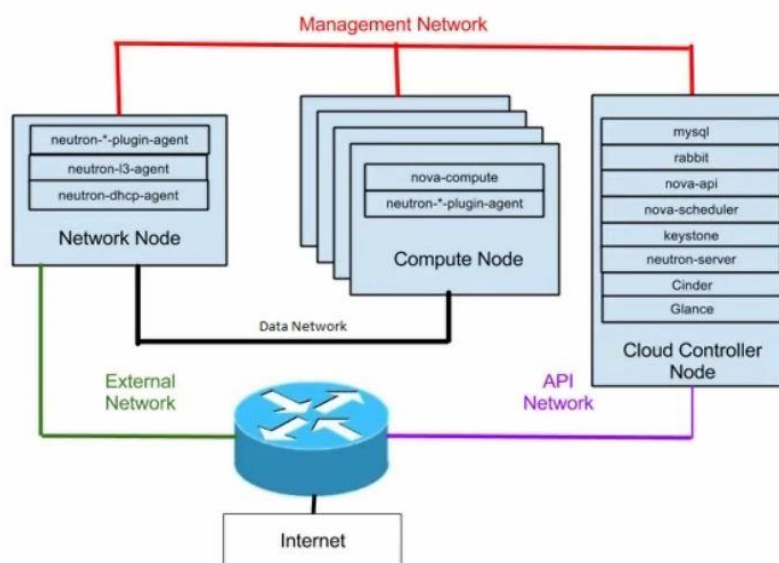 Management Network
neutron-*-plugin-agent
neutron-l3-agent
neutron-dhcp-agent
Network Node
nova-compute
neutron-*-plugin-agent
Compute Node
mysql
rabbit
nova-api
nova-scheduler
keystone
neutron-server
Cinder
Glance
Cloud Controller
Node
Data Network
External
Network
API
Network
Internet